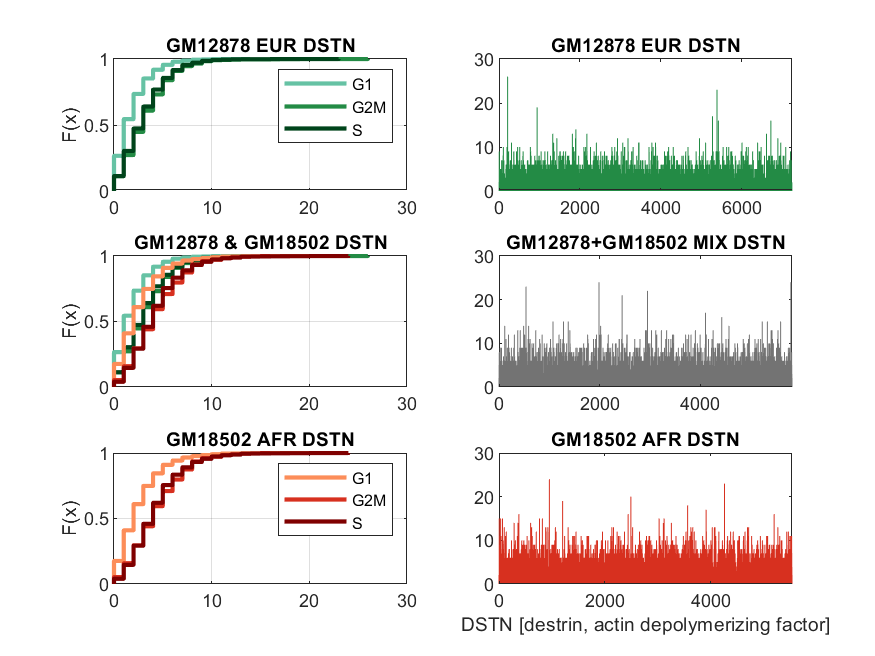 GM12878 EUR DSTN
1
0.5
0
F(x)
0 10 20 30
G1
G2M
S
GM12878 EUR DSTN
30
20
10
0
0 2000 4000 6000
GM12878 & GM18502 DSTN
1
0.5
0
F(x)
0 10 20 30
GM12878+GM18502 MIX DSTN
30
20
10
0
0 2000 4000
GM18502 AFR DSTN
1
0.5
0
F(x)
0 10 20 30
G1
G2M
S
GM18502 AFR DSTN
30
20
10
0
0 2000 4000
DSTN [destrin, actin depolymerizing factor]